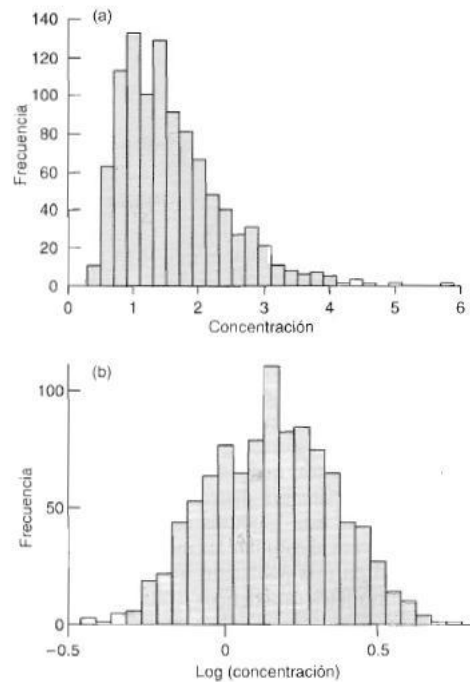 (a)
140
120
100
80
60
40
20
0
Frecuencia
0 1 2 3 4 5 6
Concentración
(b)
100
50
0
Frecuencia
−0.5 0 0.5
Log (concentración)